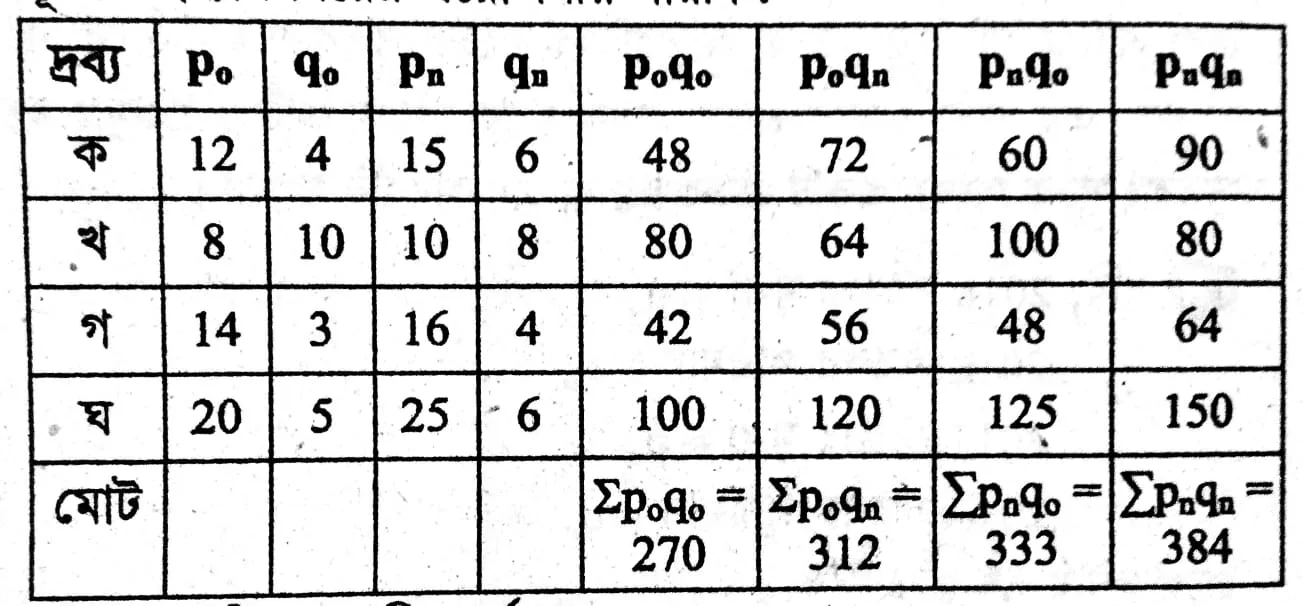 দ্রব্য p₀ q₀ pₙ qₙ p₀q₀ p₀qₙ pₙq₀ pₙqₙ
ক 12 4 15 6 48 72 60 90
খ 8 10 10 8 80 64 100 80
গ 14 3 16 4 42 56 48 64
ঘ 20 5 25 6 100 120 125 150
মোট Σp₀q₀ = 270 Σp₀qₙ = 312 Σpₙq₀ = 333 Σpₙqₙ = 384